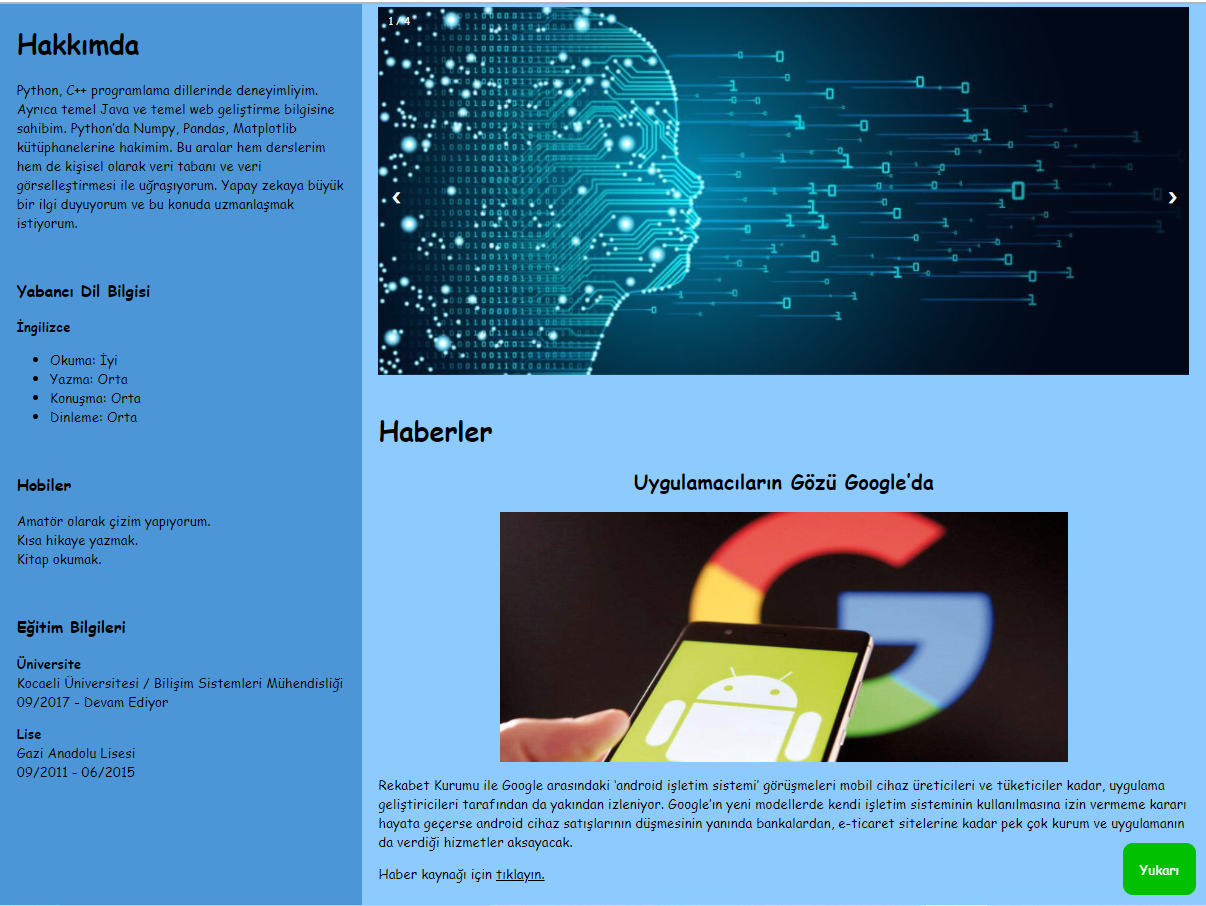 Hakkımda
Python, C++ programlama dillerinde deneyimliyim.
Ayrıca temel Java ve temel web geliştirme bilgisine
sahibim. Python'da Numpy, Pandas, Matplotlib
kütüphanelerine hakimim. Bu aralar hem derslerim
hem de kişisel olarak veri tabanı ve veri
görselleştirmesi ile uğraşıyorum. Yapay zekaya büyük
bir ilgi duyuyorum ve bu konuda uzmanlaşmak
istiyorum.
Yabancı Dil Bilgisi
İngilizce
• Okuma: İyi
• Yazma: Orta
• Konuşma: Orta
• Dinleme: Orta
Hobiler
Amatör olarak çizim yapıyorum.
Kısa hikaye yazmak.
Kitap okumak.
Eğitim Bilgileri
Üniversite
Kocaeli Üniversitesi / Bilişim Sistemleri Mühendisliği
09/2017 - Devam Ediyor
Lise
Gazi Anadolu Lisesi
09/2011 - 06/2015
1 / 4
❮ ❯
Haberler
Uygulamacıların Gözü Google'da
Rekabet Kurumu ile Google arasındaki 'android işletim sistemi' görüşmeleri mobil cihaz üreticileri ve tüketiciler kadar, uygulama
geliştiricileri tarafından da yakından izleniyor. Google'ın yeni modellerde kendi işletim sisteminin kullanılmasına izin vermeme kararı
hayata geçerse android cihaz satışlarının düşmesinin yanında bankalardan, e-ticaret sitelerine kadar pek çok kurum ve uygulamanın
da verdiği hizmetler aksayacak.
Haber kaynağı için tıklayın.
Yukarı